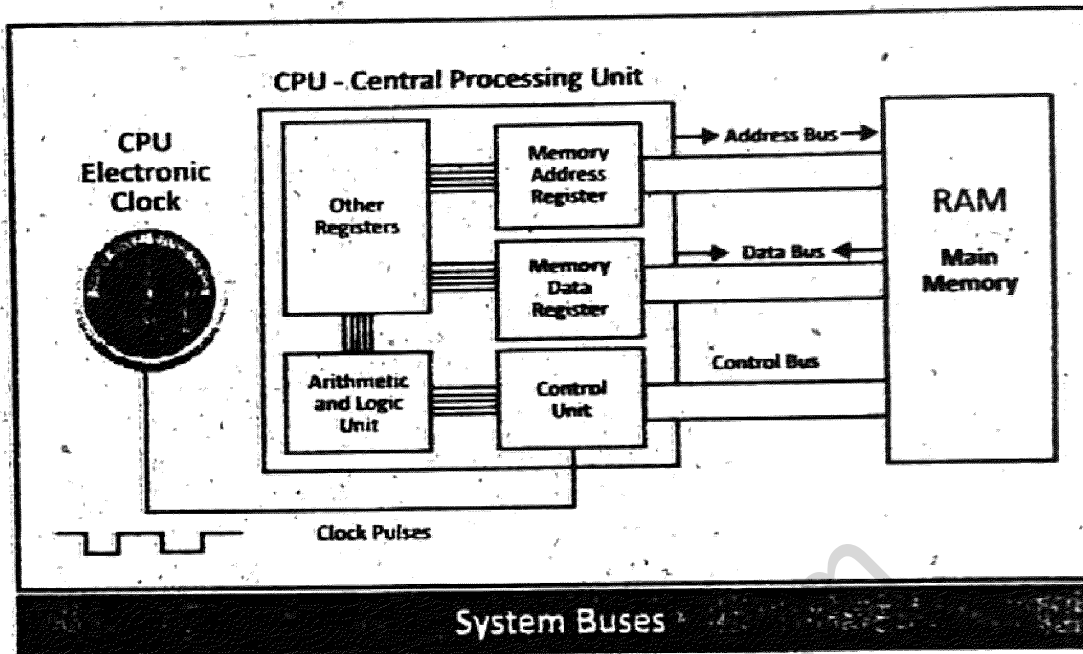 CPU - Central Processing Unit
CPU
Electronic
Clock
Other
Registers
Memory
Address
Register
Address Bus
RAM
Main
Memory
Memory
Data
Register
Data Bus
Arithmetic
and Logic
Unit
Control
Unit
Control Bus
Clock Pulses
System Buses